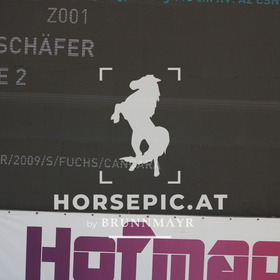 Z001
SCHÄFER
E 2
R/2009/S/FUCHS/CAN
HORSEPIC.AT
by BRUNNMAYR